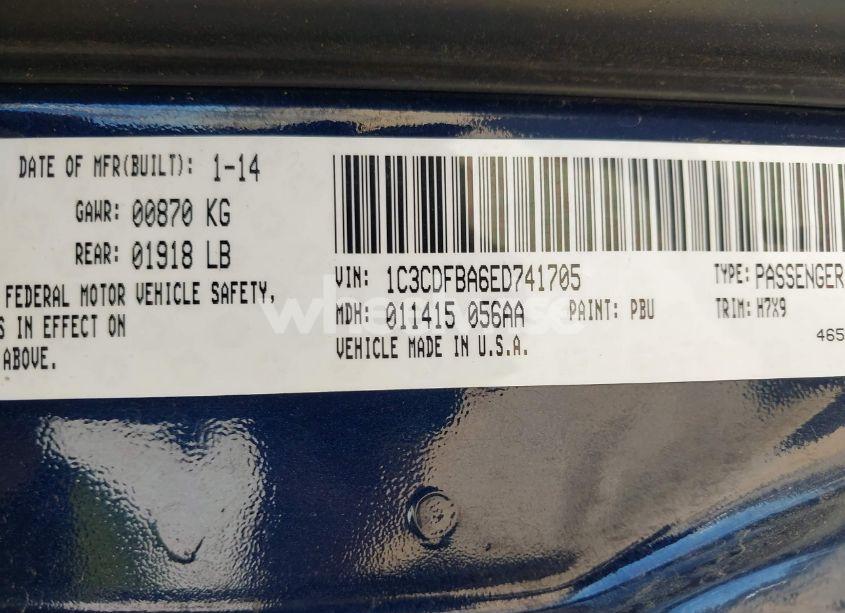 DATE OF MFR(BUILT): 1-14
GAWR: 00870 KG
REAR: 01918 LB
FEDERAL MOTOR VEHICLE SAFETY,
S IN EFFECT ON
ABOVE.
VIN: 1C3CDFBA6ED741705 TYPE: PASSENGER
MDH: 011415 056AA PAINT: PBU TRIM: H7X9
VEHICLE MADE IN U.S.A.
465